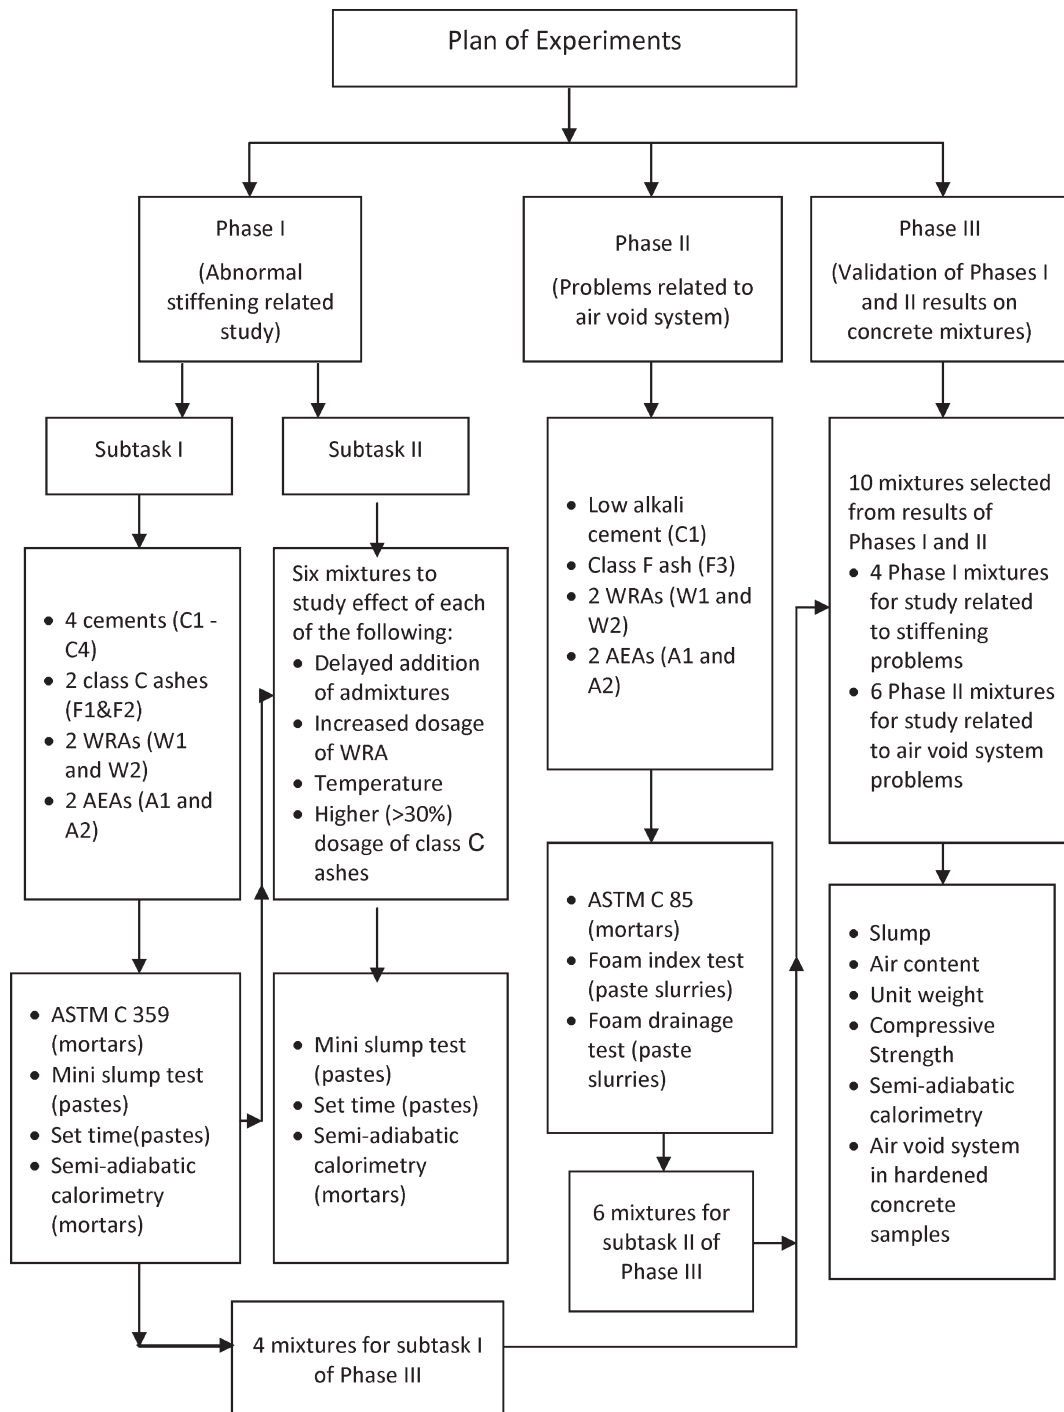 Plan of Experiments
Phase I
(Abnormal
stiffening related
study)
Phase II
(Problems related to
air void system)
Phase III
(Validation of Phases I
and II results on
concrete mixtures)
Subtask I
Subtask II
• 4 cements (C1 -
C4)
• 2 class C ashes
(F1&F2)
• 2 WRAs (W1
and W2)
• 2 AEAs (A1 and
A2)
Six mixtures to
study effect of each
of the following:
• Delayed addition
of admixtures
• Increased dosage
of WRA
• Temperature
• Higher (>30%)
dosage of class C
ashes
• Low alkali
cement (C1)
• Class F ash (F3)
• 2 WRAs (W1 and
W2)
• 2 AEAs (A1 and
A2)
10 mixtures selected
from results of
Phases I and II
• 4 Phase I mixtures
for study related
to stiffening
problems
• 6 Phase II mixtures
for study related
to air void system
problems
• ASTM C 359
(mortars)
• Mini slump test
(pastes)
• Set time(pastes)
• Semi-adiabatic
calorimetry
(mortars)
• Mini slump test
(pastes)
• Set time (pastes)
• Semi-adiabatic
calorimetry
(mortars)
• ASTM C 85
(mortars)
• Foam index test
(paste slurries)
• Foam drainage
test (paste
slurries)
• Slump
• Air content
• Unit weight
• Compressive
Strength
• Semi-adiabatic
calorimetry
• Air void system
in hardened
concrete
samples
6 mixtures for
subtask II of
Phase III
4 mixtures for subtask I
of Phase III